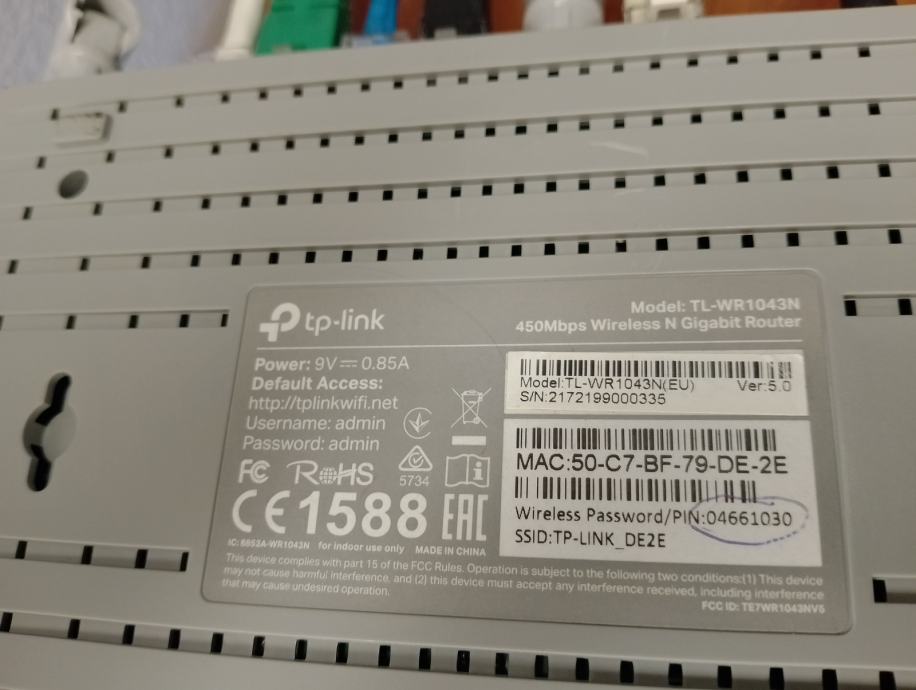 tp-link
Model: TL-WR1043N
450Mbps Wireless N Gigabit Router
Power: 9V⎓0.85A
Default Access:
http://tplinkwifi.net
Username: admin
Password: admin
FC RoHS 5734
CE1588 EAC
IC: 8853A-WR1043N for indoor use only MADE IN CHINA
Model:TL-WR1043N(EU) Ver:5.0
S/N:2172199000335
MAC:50-C7-BF-79-DE-2E
Wireless Password/PIN:04661030
SSID:TP-LINK_DE2E
This device complies with part 15 of the FCC Rules. Operation is subject to the following two conditions:(1) This device
may not cause harmful interference, and (2) this device must accept any interference received, including interference
that may cause undesired operation.
FCC ID: TE7WR1043NV5